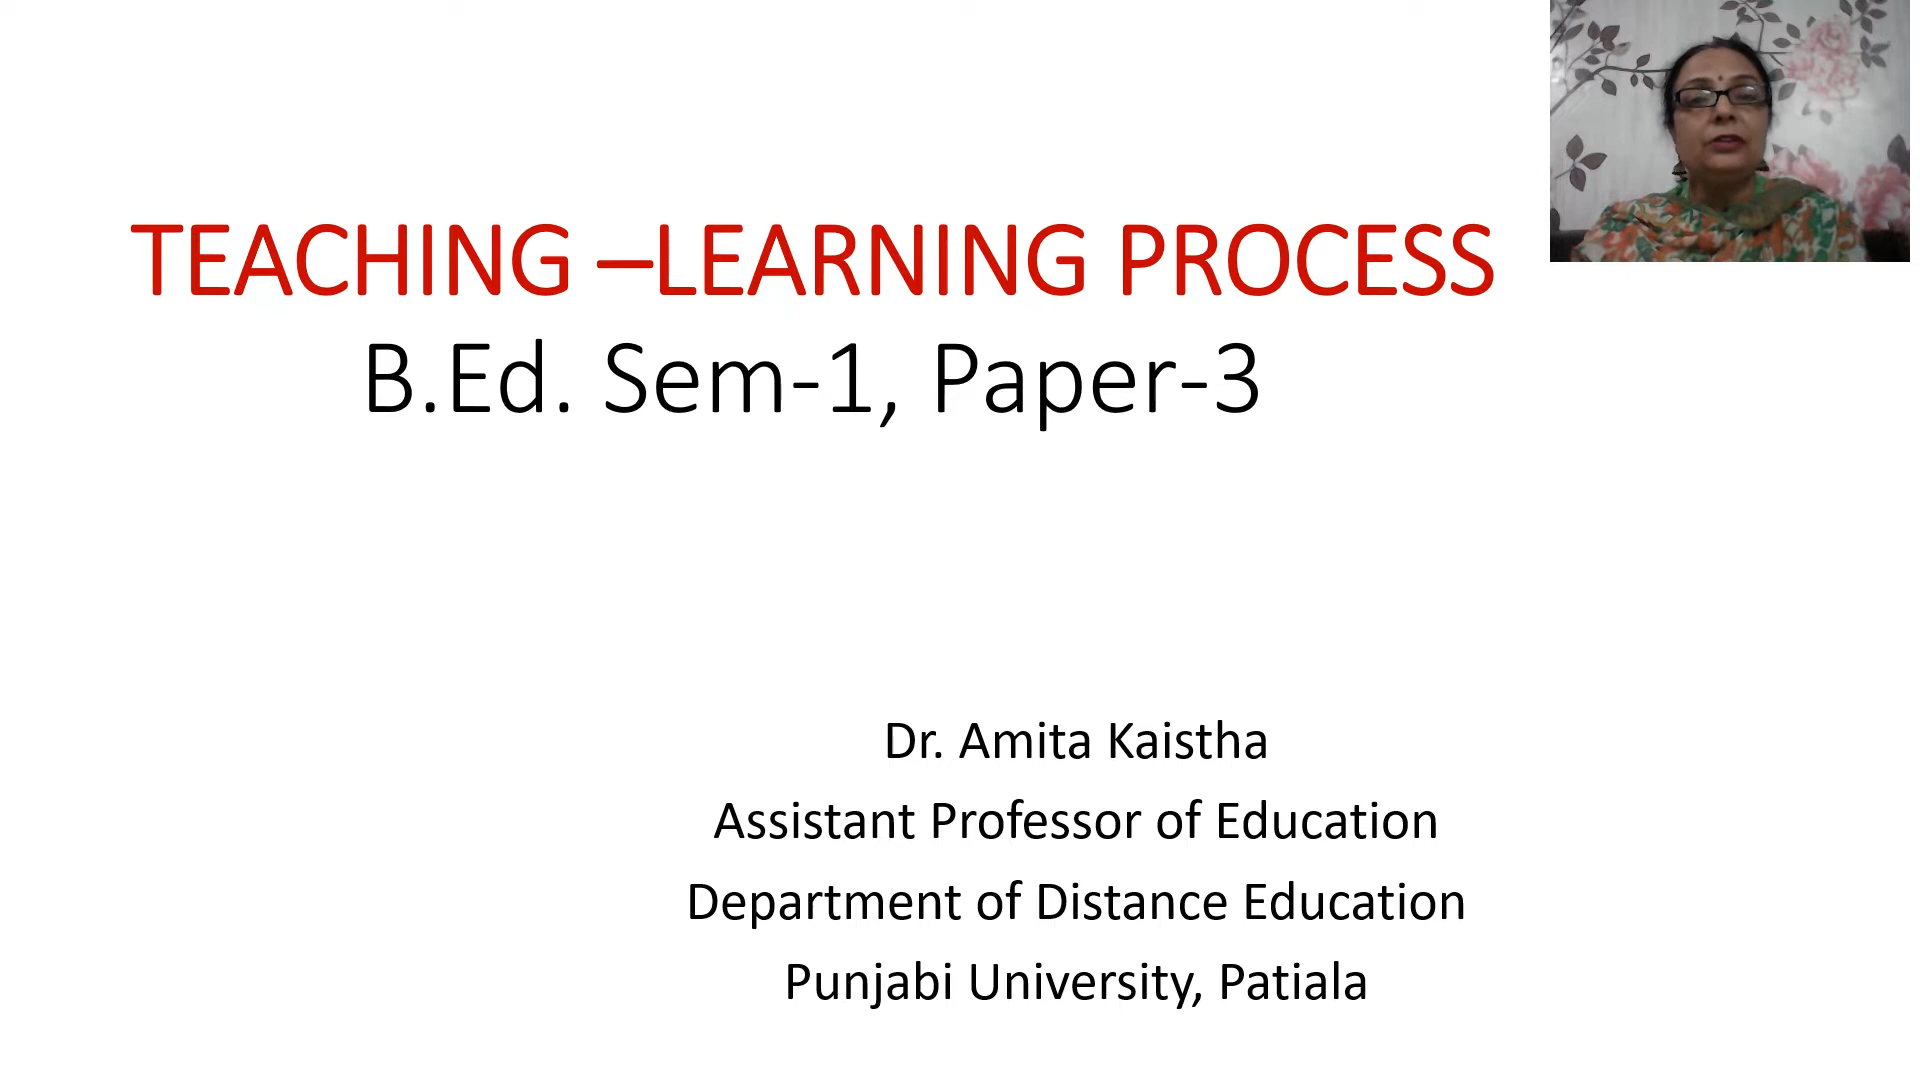 TEACHING –LEARNING PROCESS
B.Ed. Sem-1, Paper-3
Dr. Amita Kaistha
Assistant Professor of Education
Department of Distance Education
Punjabi University, Patiala